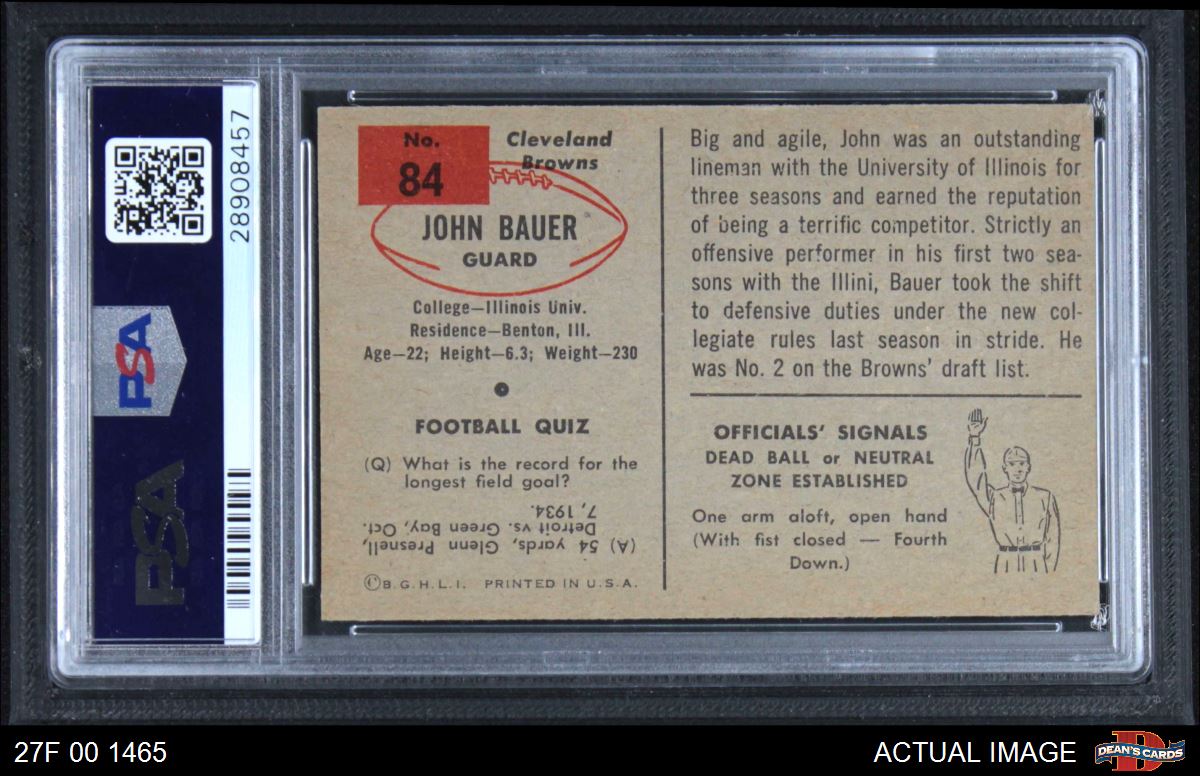 28908457
PSA
PSA
No.
84
Cleveland
Browns
JOHN BAUER
GUARD
College—Illinois Univ.
Residence—Benton, Ill.
Age—22; Height—6.3; Weight—230
FOOTBALL QUIZ
(Q) What is the record for the
longest field goal?
(A) 54 yards, Glenn Presnell,
Detroit vs. Green Bay, Oct.
7, 1934.
©B.G.H.L.I. PRINTED IN U.S.A.
Big and agile, John was an outstanding
lineman with the University of Illinois for
three seasons and earned the reputation
of being a terrific competitor. Strictly an
offensive performer in his first two sea-
sons with the Illini, Bauer took the shift
to defensive duties under the new col-
legiate rules last season in stride. He
was No. 2 on the Browns' draft list.
OFFICIALS' SIGNALS
DEAD BALL or NEUTRAL
ZONE ESTABLISHED
One arm aloft, open hand
(With fist closed — Fourth
Down.)
27F 00 1465
ACTUAL IMAGE
DEAN'S CARDS